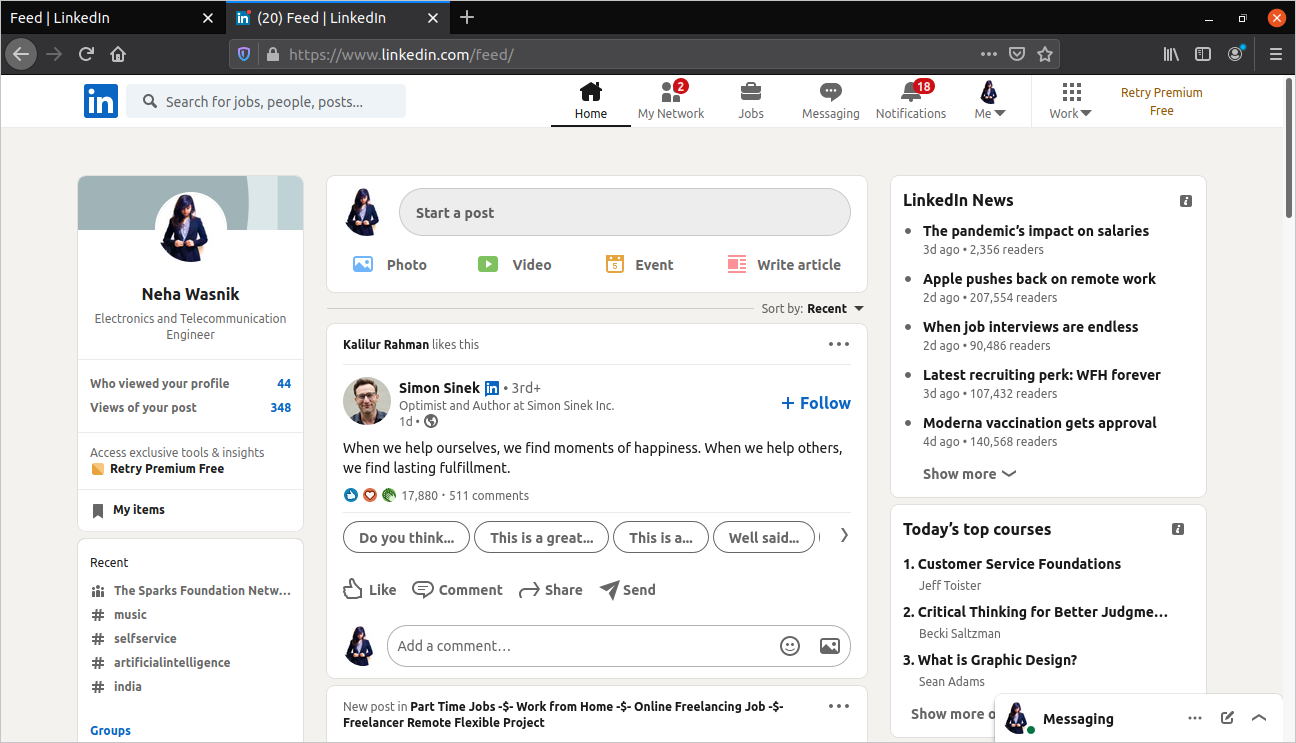 Feed | LinkedIn
in (20) Feed | LinkedIn
https://www.linkedin.com/feed/
in
Search for jobs, people, posts...
Home
2
My Network
Jobs
Messaging
18
Notifications
Me
Work
Retry Premium
Free
Neha Wasnik
Electronics and Telecommunication
Engineer
Who viewed your profile 44
Views of your post 348
Access exclusive tools & insights
Retry Premium Free
My items
Recent
The Sparks Foundation Netw...
# music
# selfservice
# artificialintelligence
# india
Groups
Start a post
Photo
Video
5 Event
Write article
Sort by: Recent
Kalilur Rahman likes this
Simon Sinek in • 3rd+
Optimist and Author at Simon Sinek Inc.
1d •
+ Follow
When we help ourselves, we find moments of happiness. When we help others,
we find lasting fulfillment.
17,880 · 511 comments
Do you think...
This is a great...
This is a...
Well said...
Like
Comment
Share
Send
Add a comment...
New post in Part Time Jobs -$- Work from Home -$- Online Freelancing Job -$-
Freelancer Remote Flexible Project
LinkedIn News
• The pandemic’s impact on salaries
3d ago • 2,356 readers
• Apple pushes back on remote work
2d ago • 207,554 readers
• When job interviews are endless
2d ago • 90,486 readers
• Latest recruiting perk: WFH forever
3d ago • 107,432 readers
• Moderna vaccination gets approval
4d ago • 140,568 readers
Show more
Today’s top courses
1. Customer Service Foundations
Jeff Toister
2. Critical Thinking for Better Judgme...
Becki Saltzman
3. What is Graphic Design?
Sean Adams
Show more
Messaging